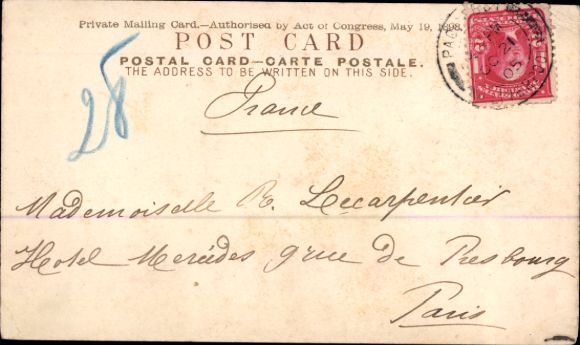 Private Mailing Card.—Authorised by Act of Congress, May 19, 1898.
POST CARD
POSTAL CARD—CARTE POSTALE.
THE ADDRESS TO BE WRITTEN ON THIS SIDE.
France
28
Mademoiselle R. Lecarpentier
Hotel Mercédes 9 rue de Presbourg
Paris